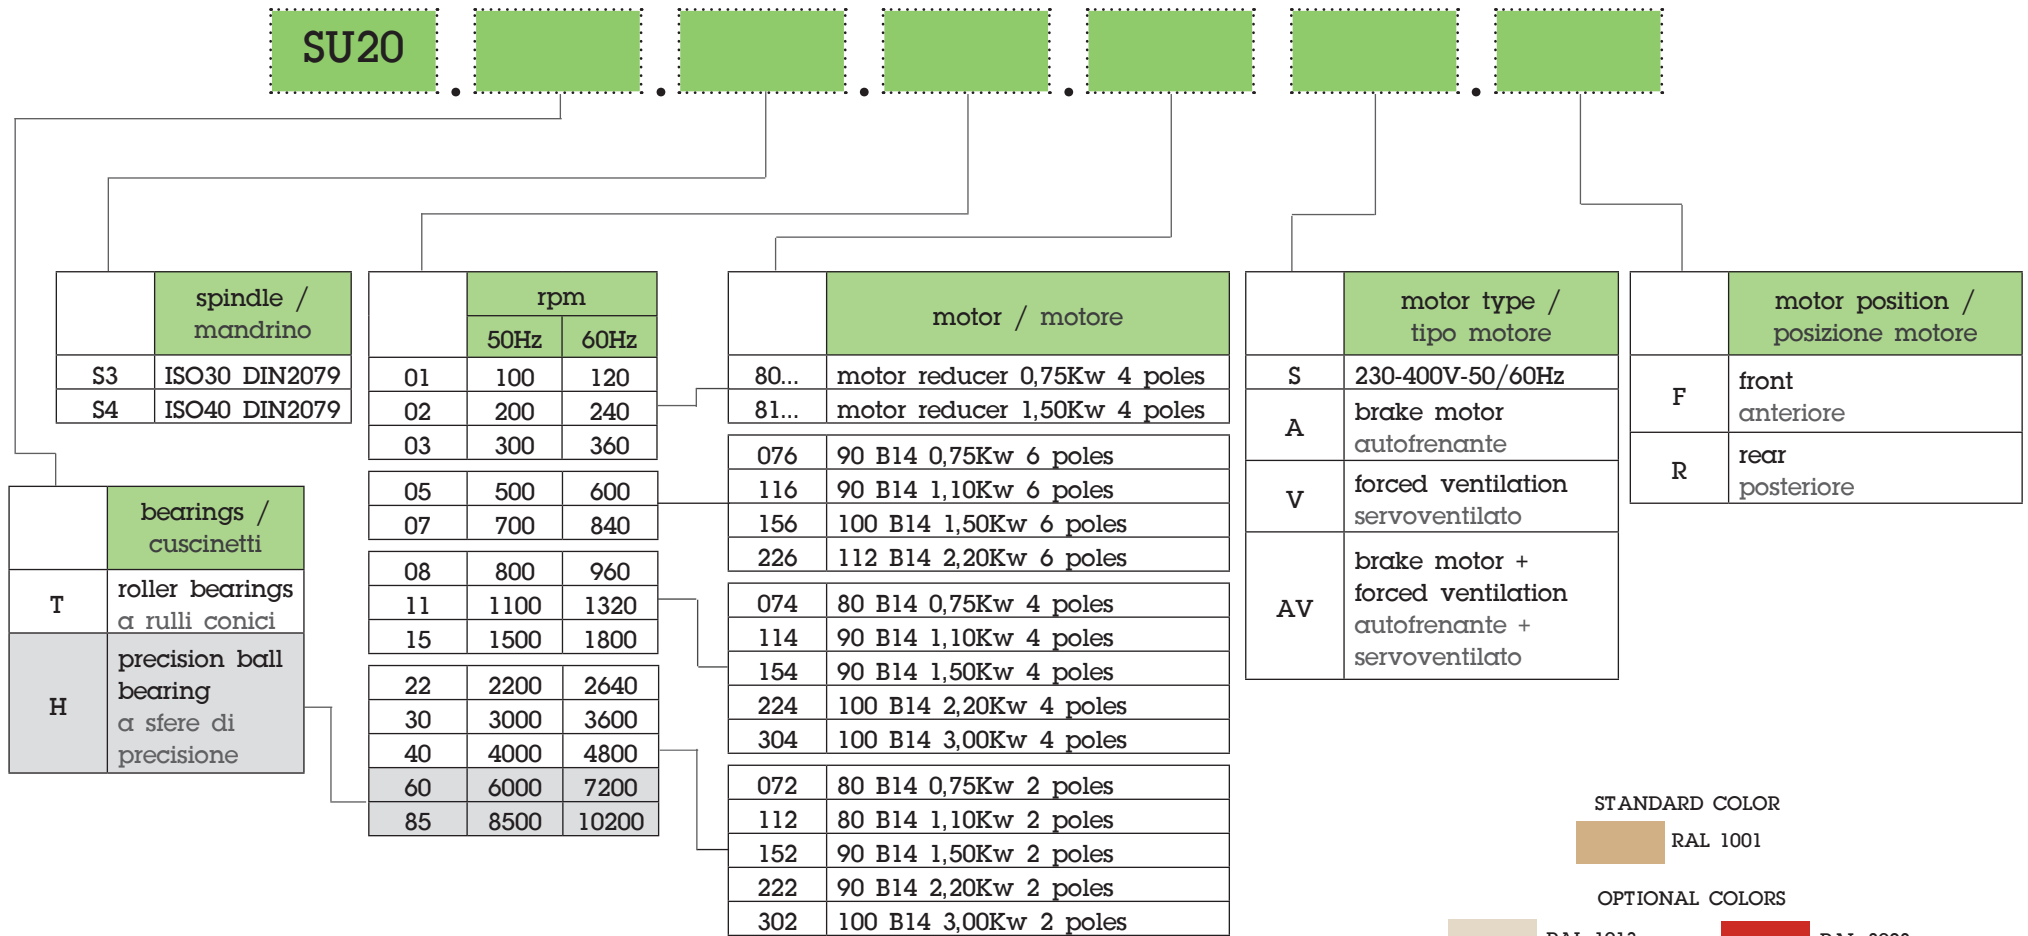 SU20 . . . . .
spindle /
mandrino
S3 ISO30 DIN2079
S4 ISO40 DIN2079
bearings /
cuscinetti
T roller bearings
a rulli conici
H precision ball
bearing
a sfere di
precisione
rpm
50Hz 60Hz
01 100 120
02 200 240
03 300 360
05 500 600
07 700 840
08 800 960
11 1100 1320
15 1500 1800
22 2200 2640
30 3000 3600
40 4000 4800
60 6000 7200
85 8500 10200
motor / motore
80... motor reducer 0,75Kw 4 poles
81... motor reducer 1,50Kw 4 poles
076 90 B14 0,75Kw 6 poles
116 90 B14 1,10Kw 6 poles
156 100 B14 1,50Kw 6 poles
226 112 B14 2,20Kw 6 poles
074 80 B14 0,75Kw 4 poles
114 90 B14 1,10Kw 4 poles
154 90 B14 1,50Kw 4 poles
224 100 B14 2,20Kw 4 poles
304 100 B14 3,00Kw 4 poles
072 80 B14 0,75Kw 2 poles
112 80 B14 1,10Kw 2 poles
152 90 B14 1,50Kw 2 poles
222 90 B14 2,20Kw 2 poles
302 100 B14 3,00Kw 2 poles
motor type /
tipo motore
S 230-400V-50/60Hz
A brake motor
autofrenante
V forced ventilation
servoventilato
AV brake motor +
forced ventilation
autofrenante +
servoventilato
motor position /
posizione motore
F front
anteriore
R rear
posteriore
STANDARD COLOR
RAL 1001
OPTIONAL COLORS
RAL
RAL